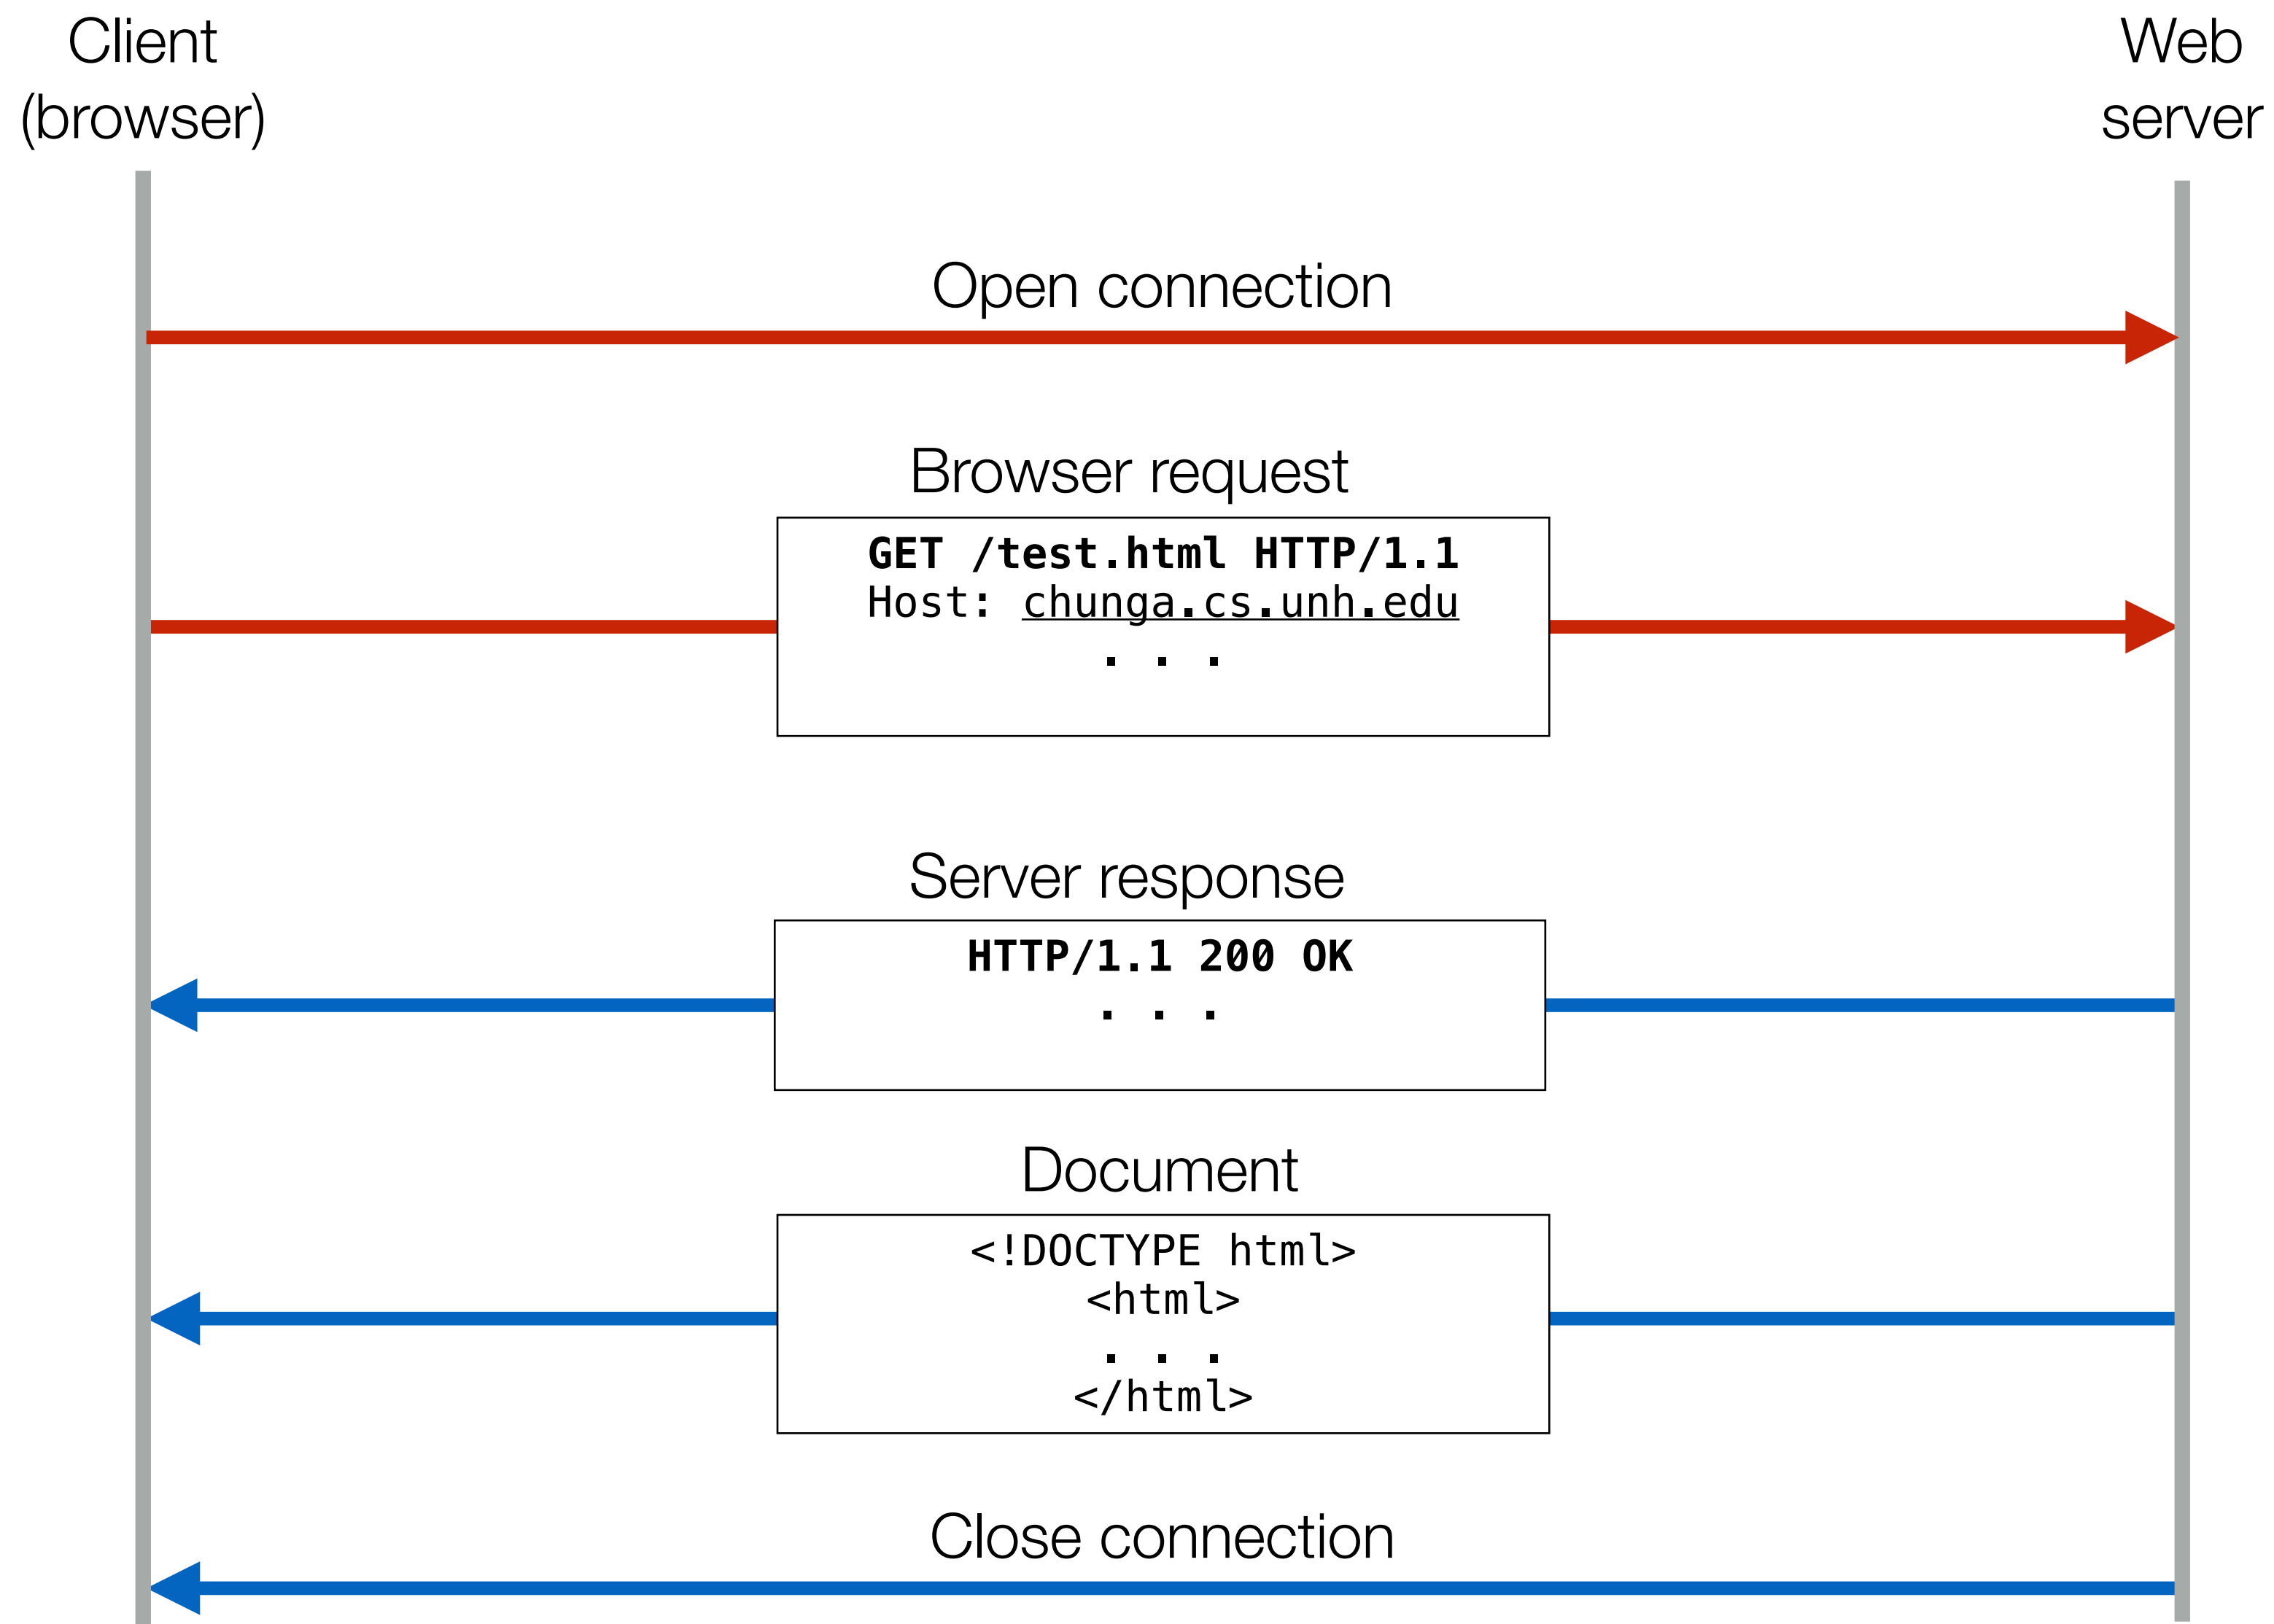 Client
(browser)
Web
server
Open connection
Browser request
GET /test.html HTTP/1.1
Host: chunga.cs.unh.edu
. . .
Server response
HTTP/1.1 200 OK
. . .
Document
<!DOCTYPE html>
<html>
. . .
</html>
Close connection